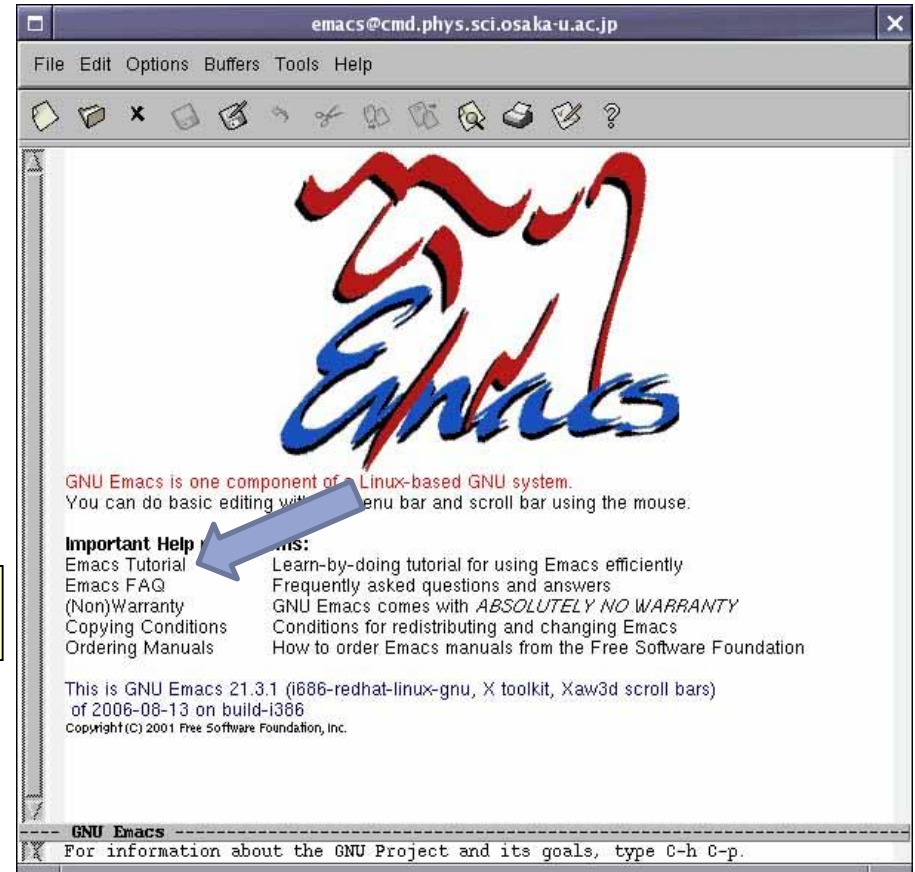 emacs@cmd.phys.sci.osaka-u.ac.jp
File Edit Options Buffers Tools Help
GNU
Emacs
GNU Emacs is one component of a Linux-based GNU system.
You can do basic editing with enu bar and scroll bar using the mouse.
Important Help ms:
Emacs Tutorial Learn-by-doing tutorial for using Emacs efficiently
Emacs FAQ Frequently asked questions and answers
(Non)Warranty GNU Emacs comes with ABSOLUTELY NO WARRANTY
Copying Conditions Conditions for redistributing and changing Emacs
Ordering Manuals How to order Emacs manuals from the Free Software Foundation
This is GNU Emacs 21.3.1 (i686-redhat-linux-gnu, X toolkit, Xaw3d scroll bars)
of 2006-08-13 on build-i386
Copyright (C) 2001 Free Software Foundation, Inc.
GNU Emacs
For information about the GNU Project and its goals, type C-h C-p.